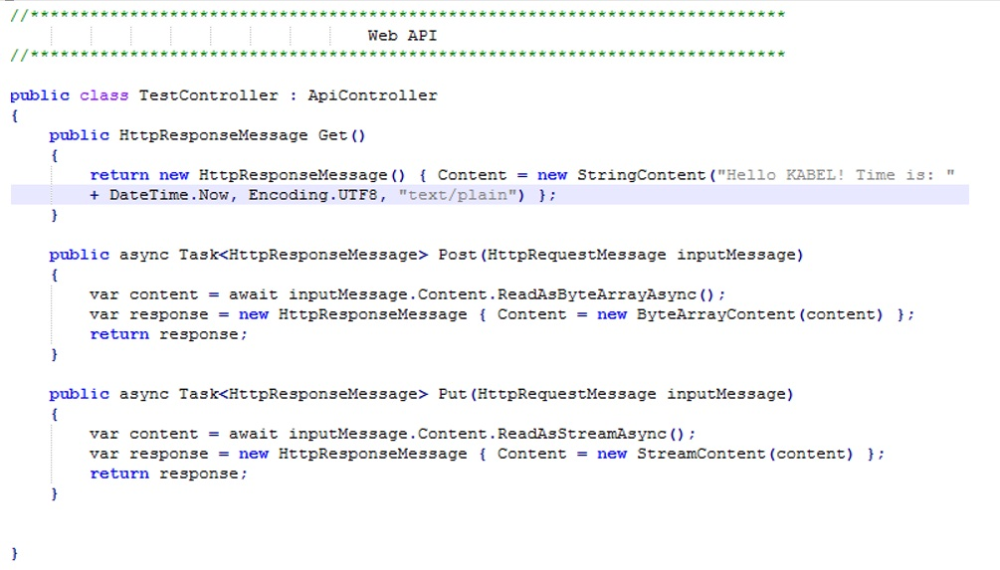 //****************************************************************************
Web API
//****************************************************************************
public class TestController : ApiController
{
    public HttpResponseMessage Get()
    {
        return new HttpResponseMessage() { Content = new StringContent("Hello KABEL! Time is: "
        + DateTime.Now, Encoding.UTF8, "text/plain") };
    }
    public async Task<HttpResponseMessage> Post(HttpRequestMessage inputMessage)
    {
        var content = await inputMessage.Content.ReadAsByteArrayAsync();
        var response = new HttpResponseMessage { Content = new ByteArrayContent(content) };
        return response;
    }
    public async Task<HttpResponseMessage> Put(HttpRequestMessage inputMessage)
    {
        var content = await inputMessage.Content.ReadAsStreamAsync();
        var response = new HttpResponseMessage { Content = new StreamContent(content) };
        return response;
    }
}